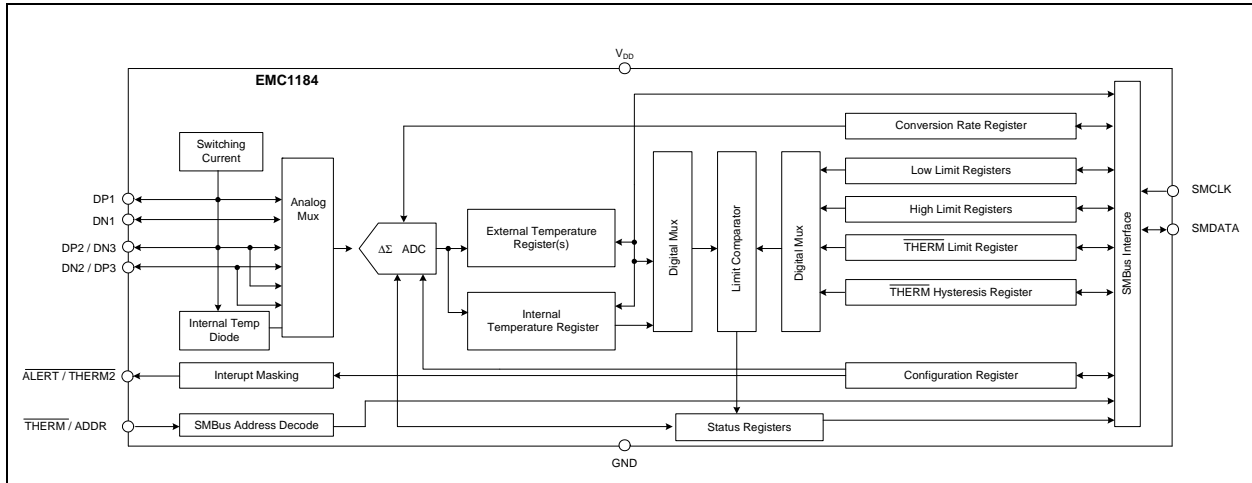 V_DD
EMC1184
Switching
Current
Conversion Rate Register
Low Limit Registers
DP1
Analog
Mux
SMCLK
DN1
External Temperature
Register(s)
High Limit Registers
ΔΣ ADC
Digital Mux
Limit Comparator
Digital Mux
SMBus Interface
SMDATA
DP2 / DN3
THERM Limit Register
DN2 / DP3
THERM Hysteresis Register
Internal Temp
Diode
Internal
Temperature Register
ALERT / THERM2
Interupt Masking
Configuration Register
THERM / ADDR
SMBus Address Decode
Status Registers
GND